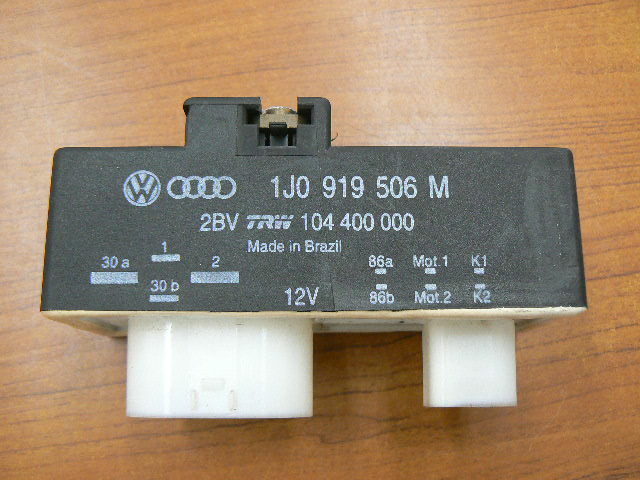 VW 1J0 919 506 M
2BV TRW 104 400 000
Made in Brazil
30 a 1 2 86a Mot.1 K1
30 b 12V 86b Mot.2 K2